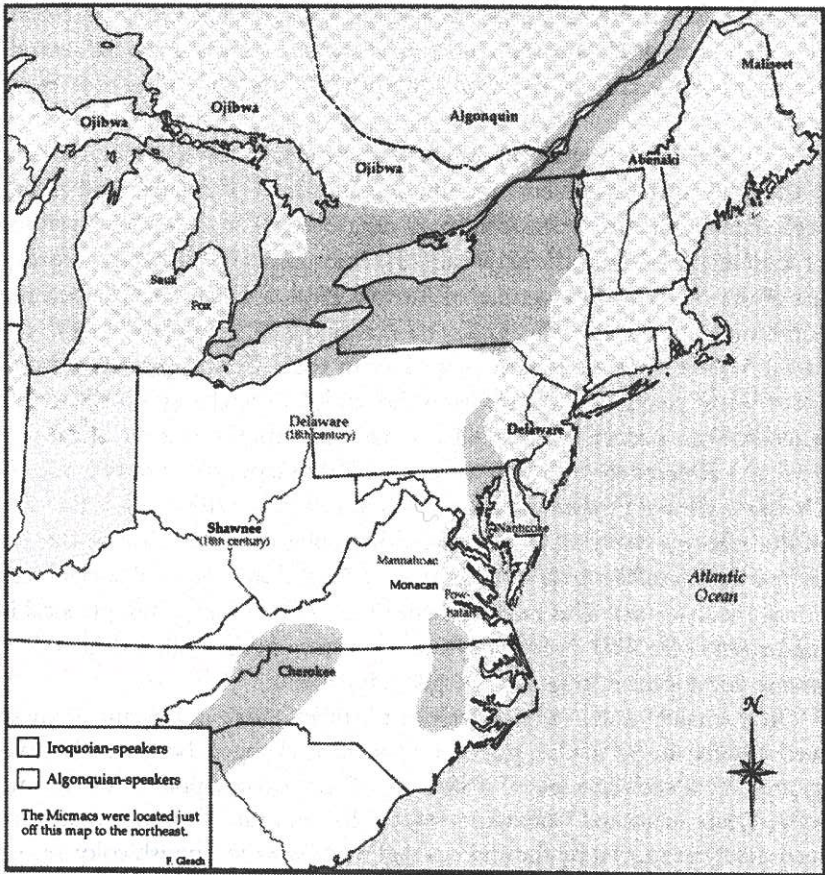 Maliseet
Ojibwa
Ojibwa
Algonquin
Ojibwa
Abenaki
Sauk
Fox
Delaware
(18th century)
Delaware
Shawnee
(18th century)
Nanticoke
Mannahoac
Monacan
Pow-
hatan
Atlantic
Ocean
Cherokee
N
Iroquoian-speakers
Algonquian-speakers
The Micmacs were located just
off this map to the northeast.
F. Gleach